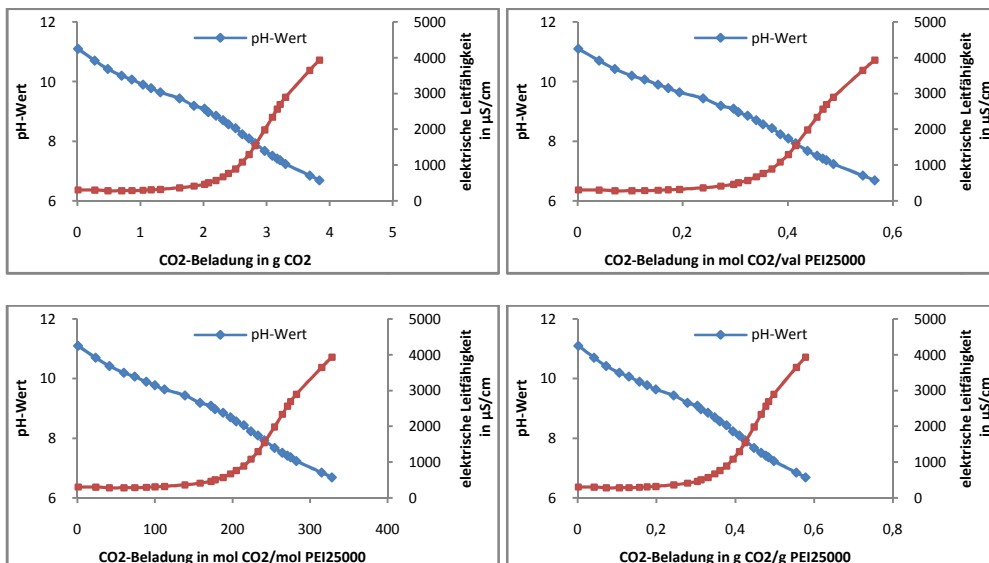 12
10
8
6
pH-Wert
pH-Wert
5000
4000
3000
2000
1000
0
elektrische Leitfähigkeit
in µS/cm
0 1 2 3 4 5
CO2-Beladung in g CO2
12
10
8
6
pH-Wert
pH-Wert
5000
4000
3000
2000
1000
0
elektrische Leitfähigkeit
in µS/cm
0 0,2 0,4 0,6
CO2-Beladung in mol CO2/val PEI25000
12
10
8
6
pH-Wert
pH-Wert
5000
4000
3000
2000
1000
0
elektrische Leitfähigkeit
in µS/cm
0 100 200 300 400
CO2-Beladung in mol CO2/mol PEI25000
12
10
8
6
pH-Wert
pH-Wert
5000
4000
3000
2000
1000
0
elektrische Leitfähigkeit
in µS/cm
0 0,2 0,4 0,6 0,8
CO2-Beladung in g CO2/g PEI25000